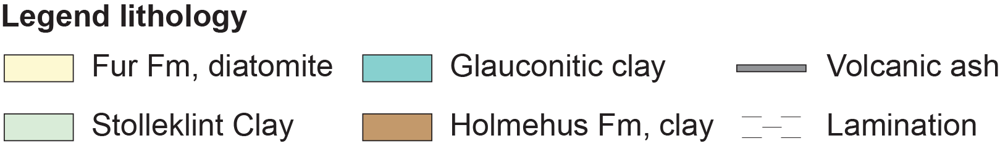 Legend lithology
Fur Fm, diatomite
Glauconitic clay
Volcanic ash
Stolleklint Clay
Holmehus Fm, clay
Lamination